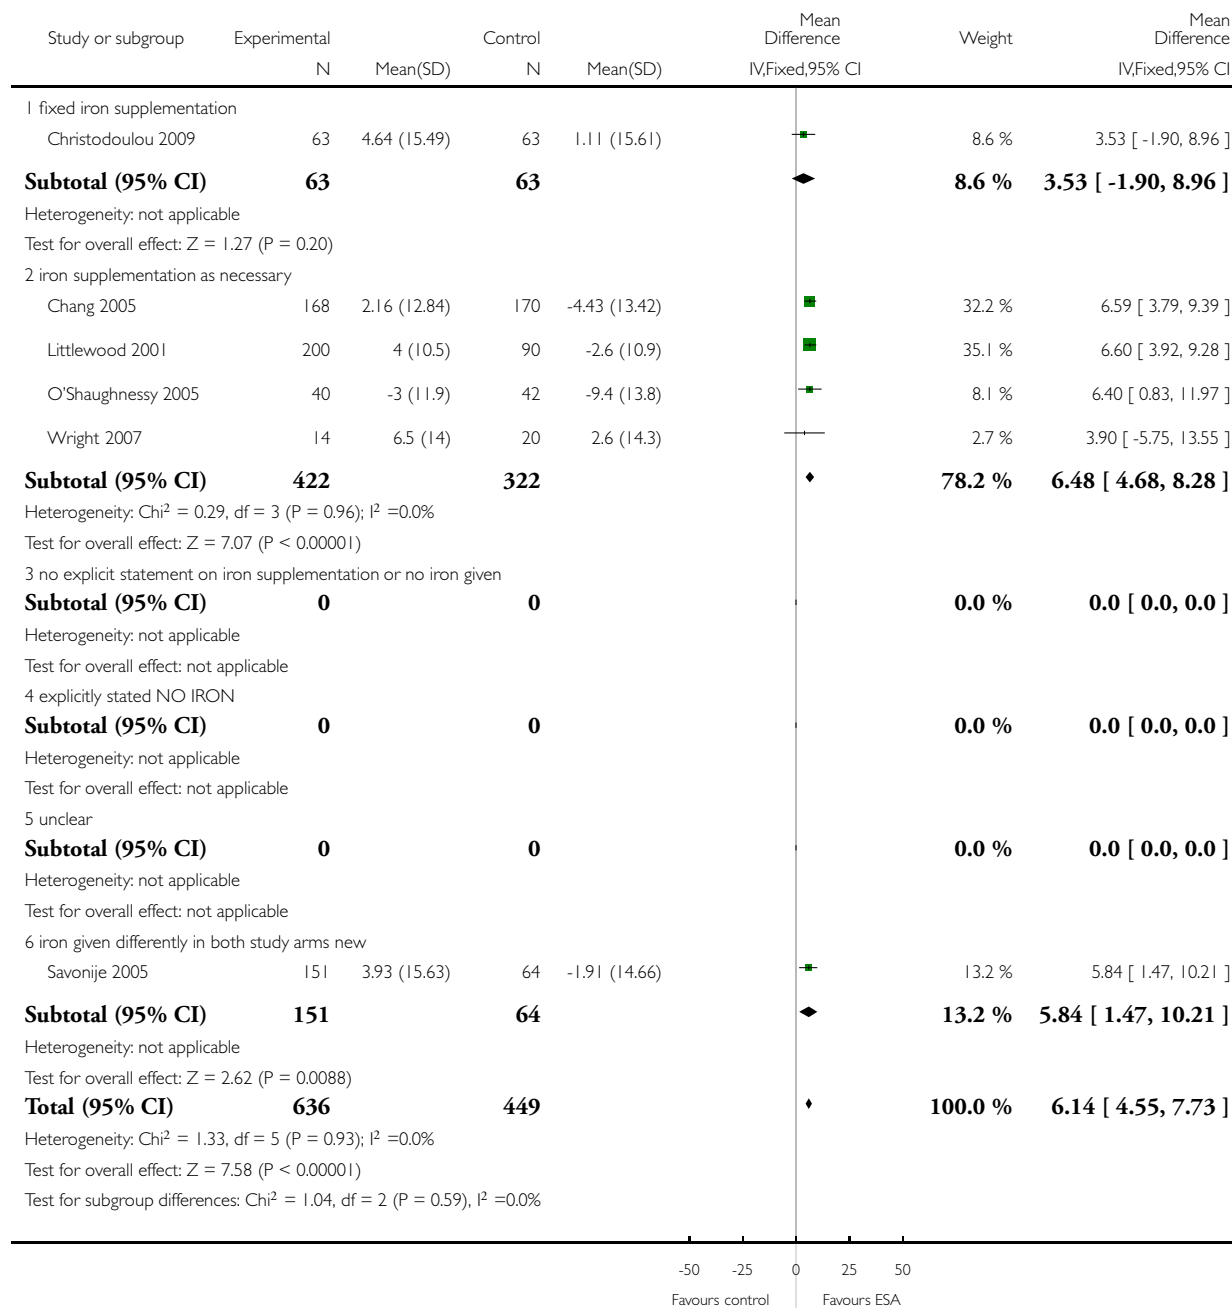 Study or subgroup Experimental Control Mean Difference Weight Mean Difference
N Mean(SD) N Mean(SD) IV,Fixed,95% CI IV,Fixed,95% CI
1 fixed iron supplementation
Christodoulou 2009 63 4.64 (15.49) 63 1.11 (15.61) 8.6 % 3.53 [ -1.90, 8.96 ]
Subtotal (95% CI) 63 63 8.6 % 3.53 [ -1.90, 8.96 ]
Heterogeneity: not applicable
Test for overall effect: Z = 1.27 (P = 0.20)
2 iron supplementation as necessary
Chang 2005 168 2.16 (12.84) 170 -4.43 (13.42) 32.2 % 6.59 [ 3.79, 9.39 ]
Littlewood 2001 200 4 (10.5) 90 -2.6 (10.9) 35.1 % 6.60 [ 3.92, 9.28 ]
O'Shaughnessy 2005 40 -3 (11.9) 42 -9.4 (13.8) 8.1 % 6.40 [ 0.83, 11.97 ]
Wright 2007 14 6.5 (14) 20 2.6 (14.3) 2.7 % 3.90 [ -5.75, 13.55 ]
Subtotal (95% CI) 422 322 78.2 % 6.48 [ 4.68, 8.28 ]
Heterogeneity: Chi² = 0.29, df = 3 (P = 0.96); I² =0.0%
Test for overall effect: Z = 7.07 (P < 0.00001)
3 no explicit statement on iron supplementation or no iron given
Subtotal (95% CI) 0 0 0.0 % 0.0 [ 0.0, 0.0 ]
Heterogeneity: not applicable
Test for overall effect: not applicable
4 explicitly stated NO IRON
Subtotal (95% CI) 0 0 0.0 % 0.0 [ 0.0, 0.0 ]
Heterogeneity: not applicable
Test for overall effect: not applicable
5 unclear
Subtotal (95% CI) 0 0 0.0 % 0.0 [ 0.0, 0.0 ]
Heterogeneity: not applicable
Test for overall effect: not applicable
6 iron given differently in both study arms new
Savonije 2005 151 3.93 (15.63) 64 -1.91 (14.66) 13.2 % 5.84 [ 1.47, 10.21 ]
Subtotal (95% CI) 151 64 13.2 % 5.84 [ 1.47, 10.21 ]
Heterogeneity: not applicable
Test for overall effect: Z = 2.62 (P = 0.0088)
Total (95% CI) 636 449 100.0 % 6.14 [ 4.55, 7.73 ]
Heterogeneity: Chi² = 1.33, df = 5 (P = 0.93); I² =0.0%
Test for overall effect: Z = 7.58 (P < 0.00001)
Test for subgroup differences: Chi² = 1.04, df = 2 (P = 0.59), I² =0.0%
-50 -25 0 25 50
Favours control Favours ESA